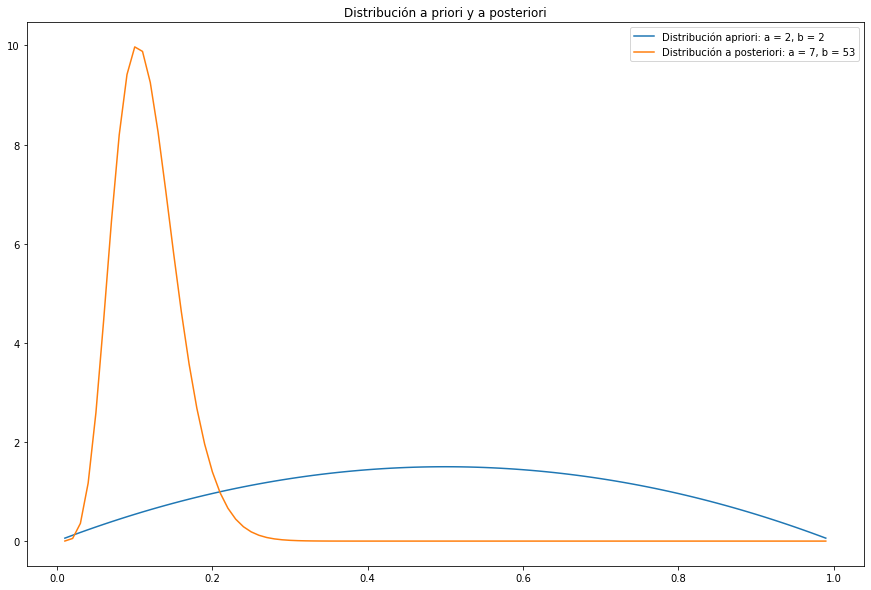 Distribución a priori y a posteriori
Distribución apriori: a = 2, b = 2
Distribución a posteriori: a = 7, b = 53
10
8
6
4
2
0
0.0 0.2 0.4 0.6 0.8 1.0